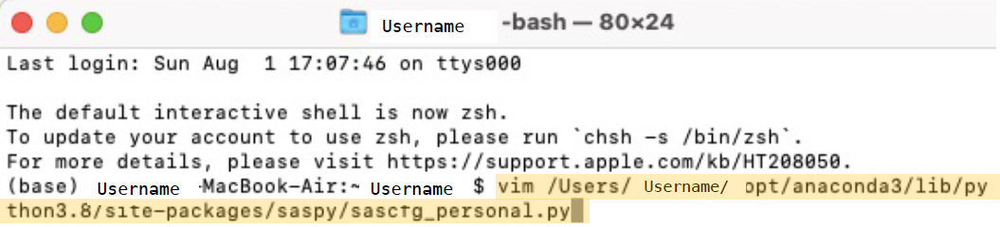 Username -bash — 80×24
Last login: Sun Aug  1 17:07:46 on ttys000
The default interactive shell is now zsh.
To update your account to use zsh, please run `chsh -s /bin/zsh`.
For more details, please visit https://support.apple.com/kb/HT208050.
(base) Username -MacBook-Air:~ Username $ vim /Users/ Username/ opt/anaconda3/lib/py
thon3.8/site-packages/saspy/sascfg_personal.py